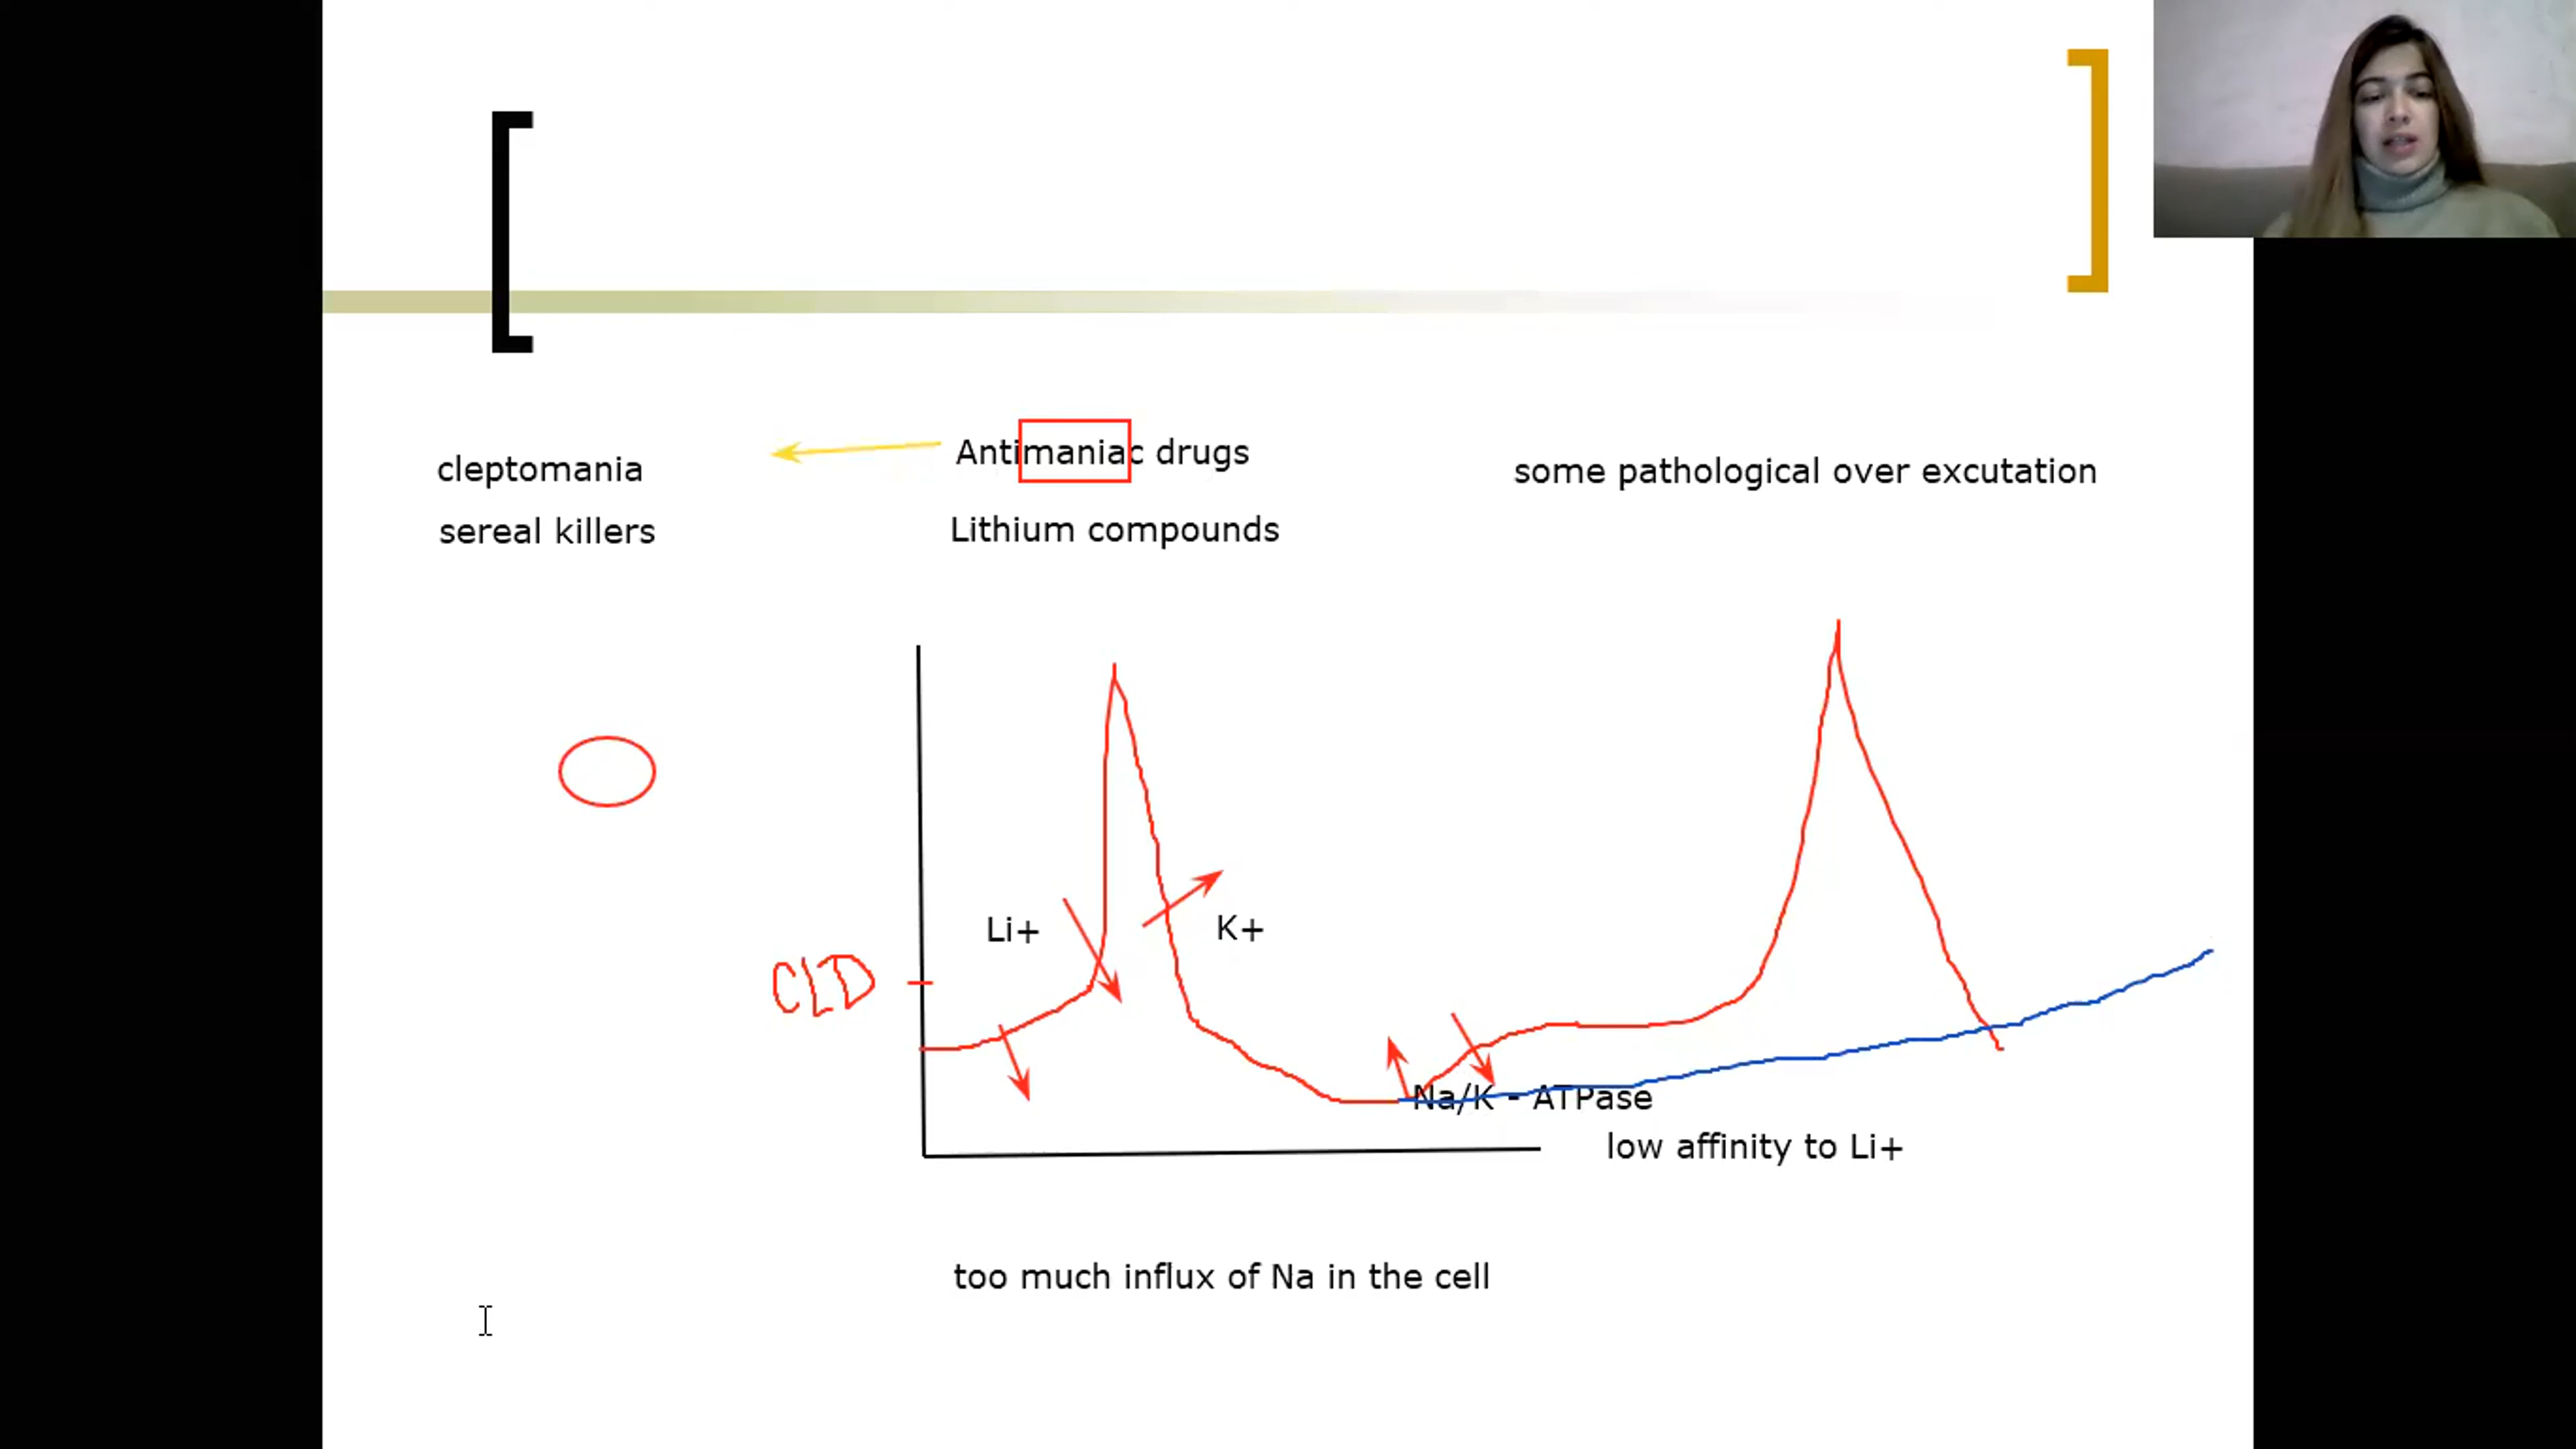 Antimaniac drugs
cleptomania
some pathological over excutation
sereal killers
Lithium compounds
Li+
K+
CLD
Na/K - ATPase
low affinity to Li+
too much influx of Na in the cell